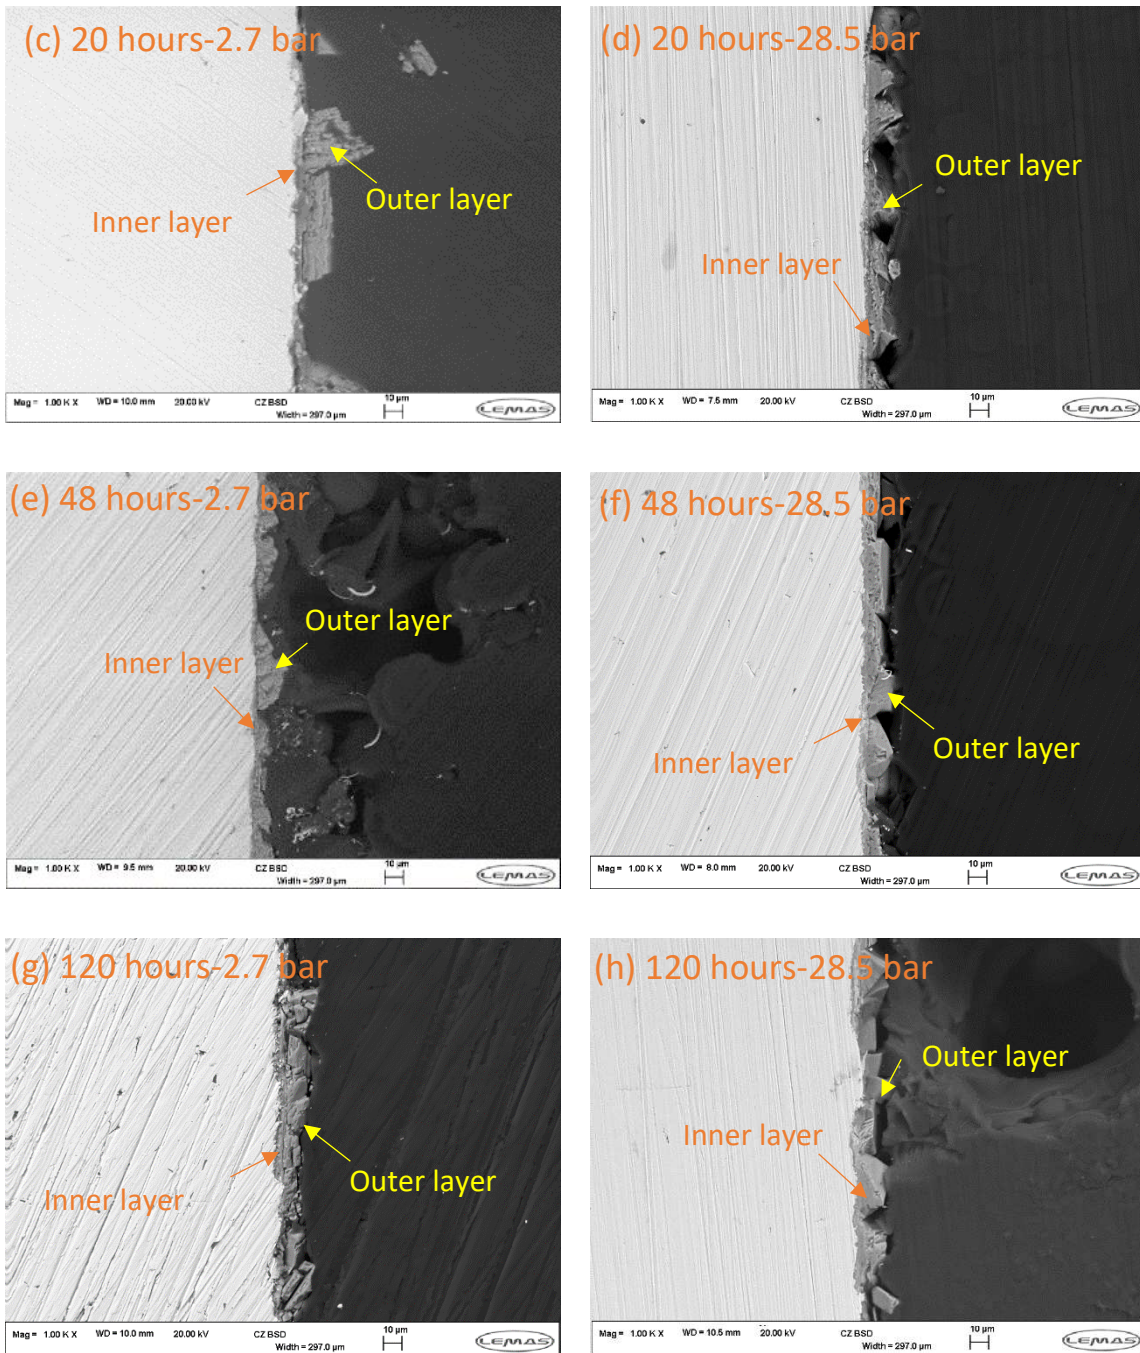 (c) 20 hours-2.7 bar
Outer layer
Inner layer
Mag = 1.00 K X WD = 10.0 mm 20.00 kV CZ BSD 10 µm
Width = 297.0 µm
LEMAS
(d) 20 hours-28.5 bar
Outer layer
Inner layer
Mag = 1.00 K X WD = 7.5 mm 20.00 kV CZ BSD 10 µm
Width = 297.0 µm
LEMAS
(e) 48 hours-2.7 bar
Outer layer
Inner layer
Mag = 1.00 K X WD = 9.5 mm 20.00 kV CZ BSD 10 µm
Width = 297.0 µm
LEMAS
(f) 48 hours-28.5 bar
Outer layer
Inner layer
Mag = 1.00 K X WD = 8.0 mm 20.00 kV CZ BSD 10 µm
Width = 297.0 µm
LEMAS
(g) 120 hours-2.7 bar
Outer layer
Inner layer
Mag = 1.00 K X WD = 10.0 mm 20.00 kV CZ BSD 10 µm
Width = 297.0 µm
LEMAS
(h) 120 hours-28.5 bar
Outer layer
Inner layer
Mag = 1.00 K X WD = 10.5 mm 20.00 kV CZ BSD 10 µm
Width = 297.0 µm
LEMAS